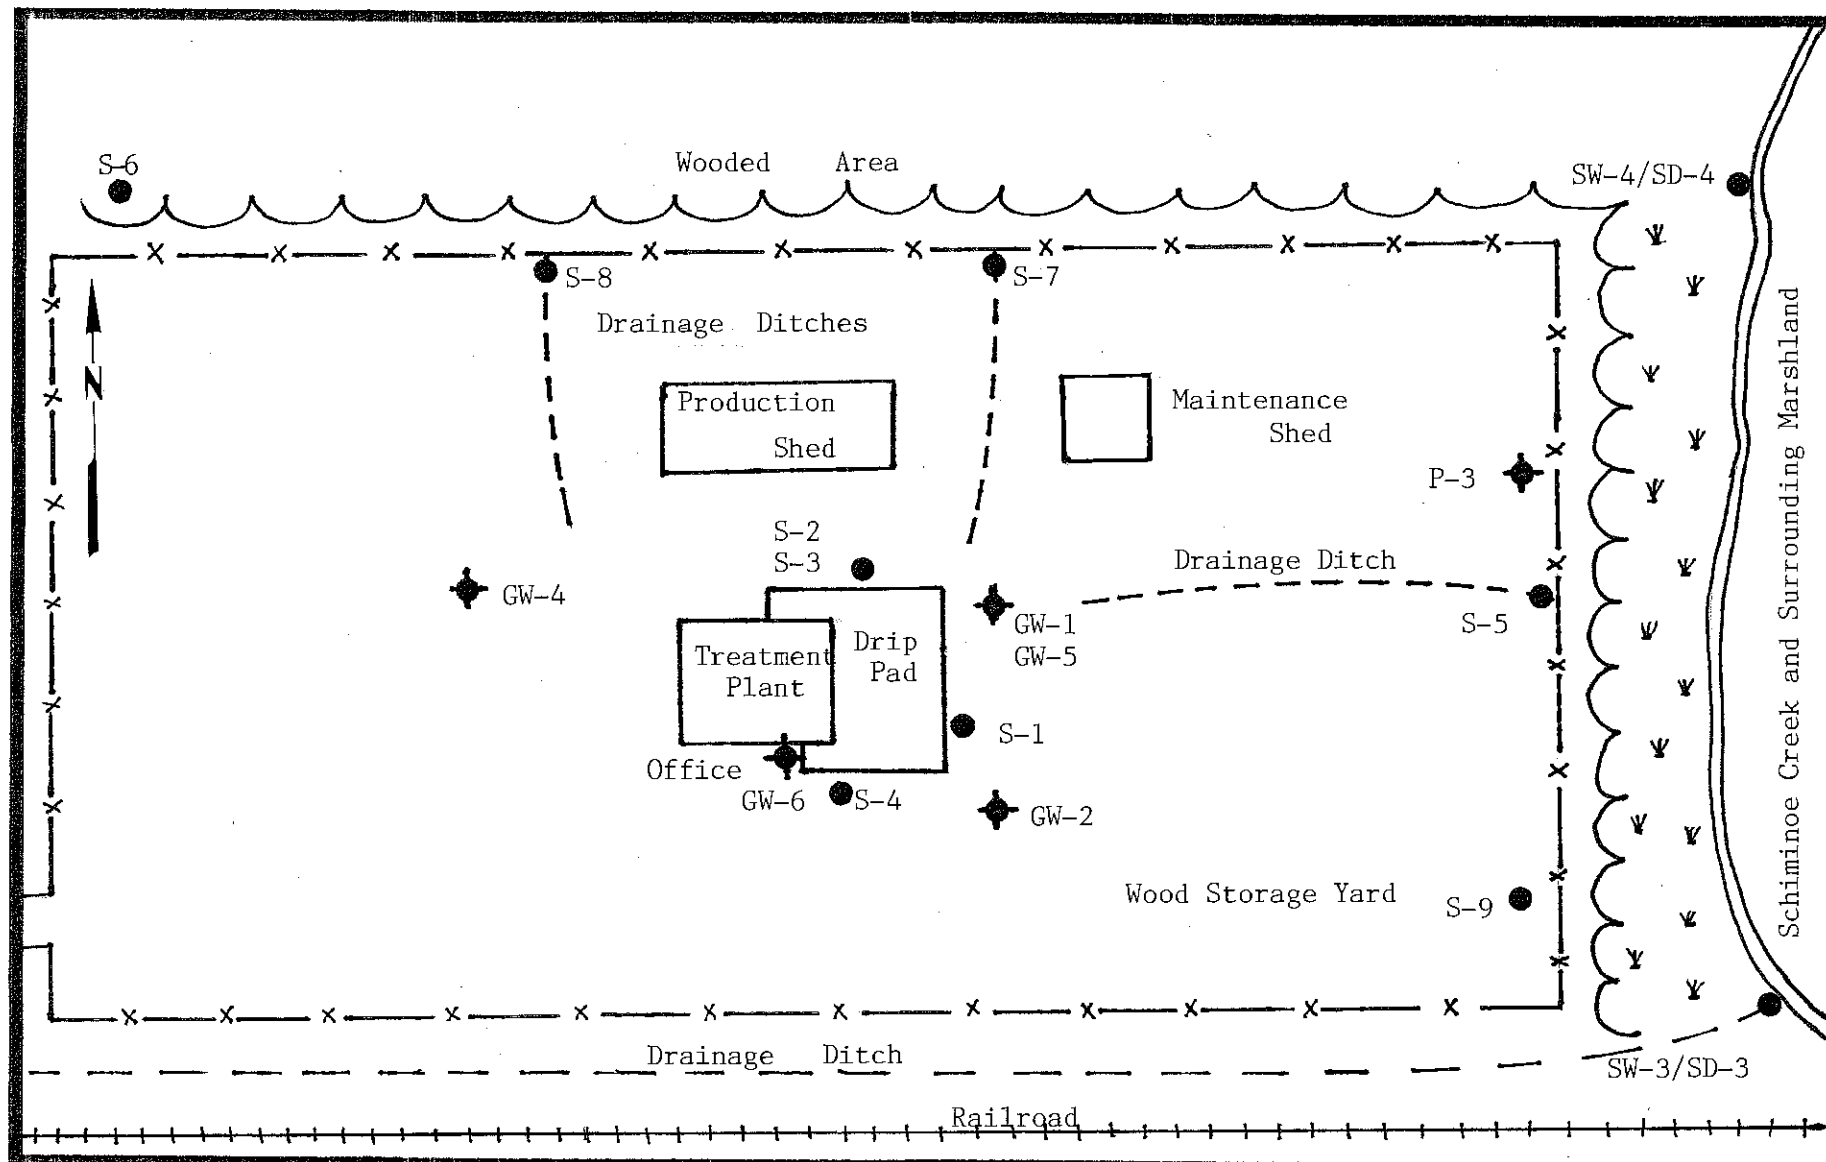 S-6
Wooded Area
SW-4/SD-4
S-8
S-7
Drainage Ditches
N
Production
Shed
Maintenance
Shed
P-3
S-2
S-3
Drainage Ditch
GW-4
GW-1
GW-5
S-5
Treatment
Plant
Drip
Pad
S-1
Office
GW-6
S-4
GW-2
Wood Storage Yard
S-9
Schiminoe Creek and Surrounding Marshland
Drainage Ditch
SW-3/SD-3
Railroad